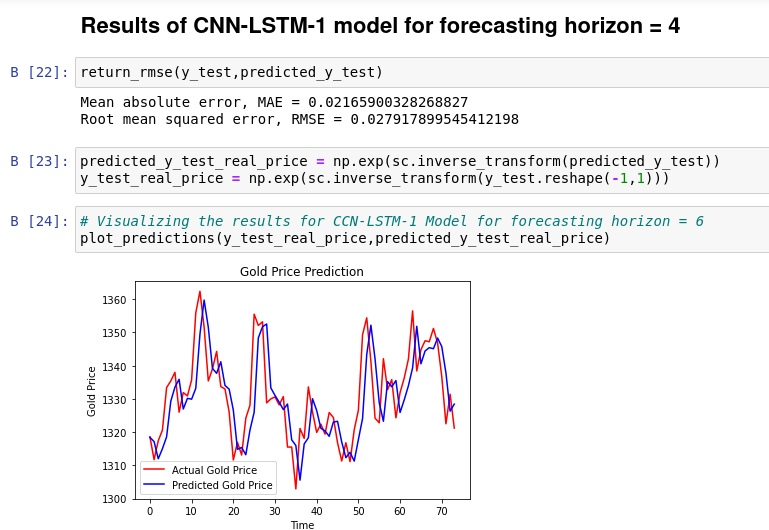 Results of CNN-LSTM-1 model for forecasting horizon = 4
В [22]: return_rmse(y_test,predicted_y_test)
Mean absolute error, MAE = 0.02165900328268827
Root mean squared error, RMSE = 0.027917899545412198
В [23]: predicted_y_test_real_price = np.exp(sc.inverse_transform(predicted_y_test))
y_test_real_price = np.exp(sc.inverse_transform(y_test.reshape(-1,1)))
В [24]: # Visualizing the results for CCN-LSTM-1 Model for forecasting horizon = 6
plot_predictions(y_test_real_price,predicted_y_test_real_price)
Gold Price Prediction
1360
1350
1340
1330
1320
1310
1300
Gold Price
Actual Gold Price
Predicted Gold Price
0 10 20 30 40 50 60 70
Time